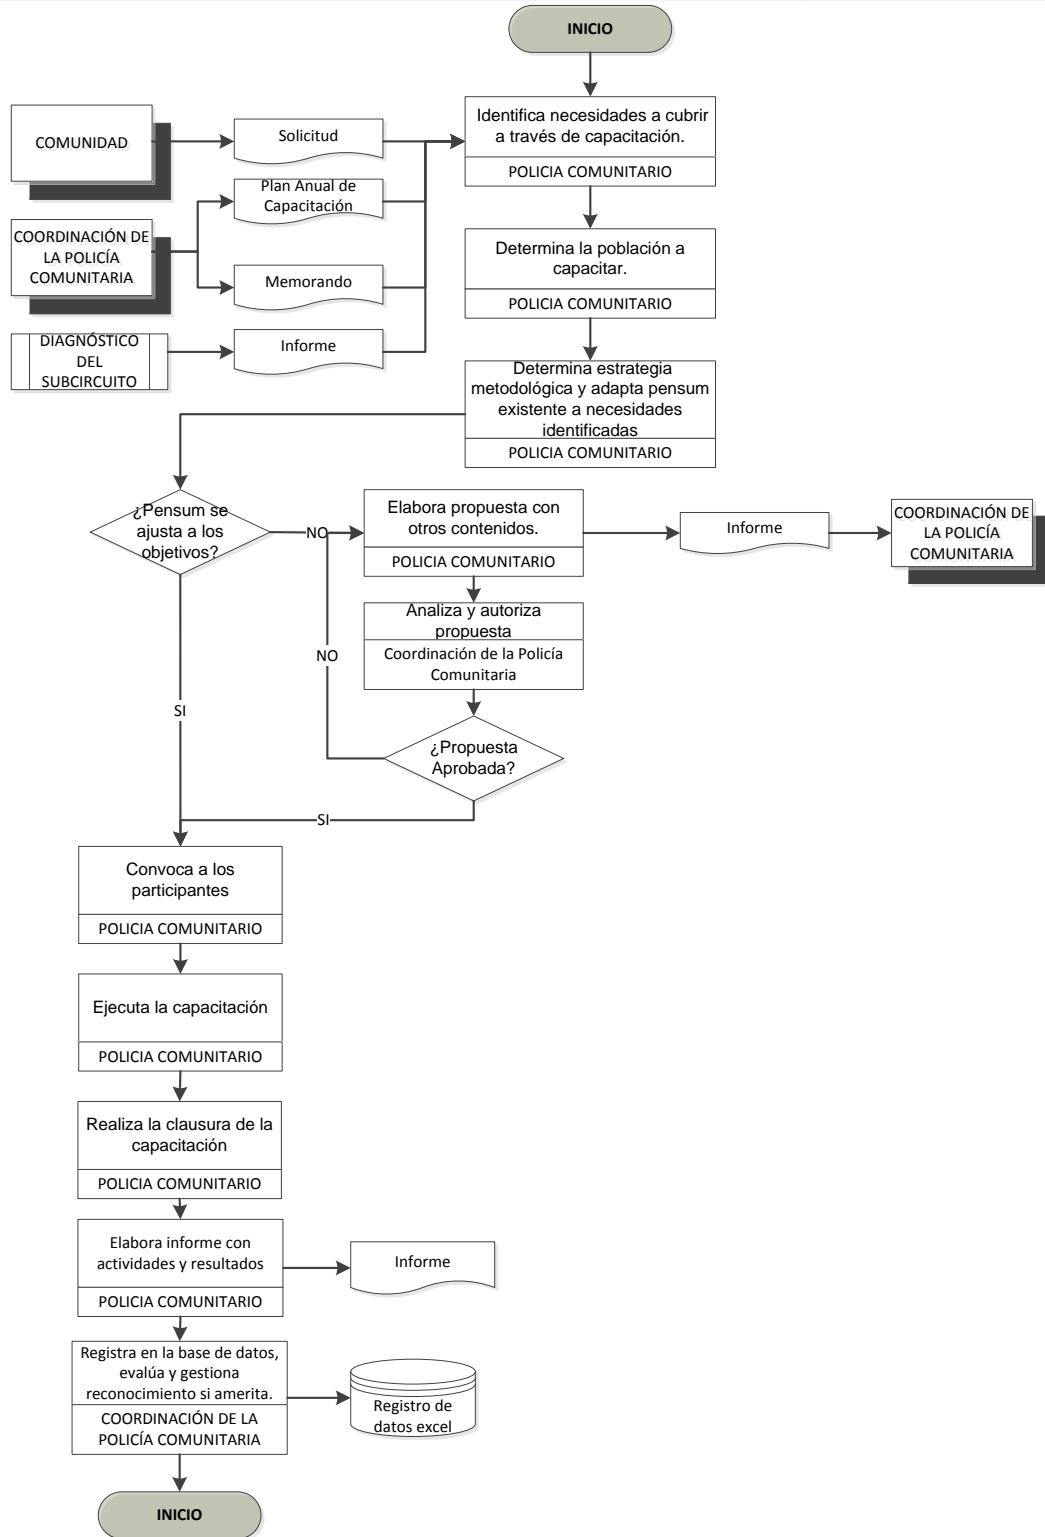 INICIO
Identifica necesidades a cubrir
a través de capacitación.
POLICIA COMUNITARIO
COMUNIDAD
Solicitud
Plan Anual de
Capacitación
COORDINACIÓN DE
LA POLICÍA
COMUNITARIA
Memorando
DIAGNÓSTICO
DEL
SUBCIRCUITO
Informe
Determina la población a
capacitar.
POLICIA COMUNITARIO
Determina estrategia
metodológica y adapta pensum
existente a necesidades
identificadas
POLICIA COMUNITARIO
¿Pensum se
ajusta a los
objetivos?
NO
Elabora propuesta con
otros contenidos.
POLICIA COMUNITARIO
Informe
COORDINACIÓN DE
LA POLICÍA
COMUNITARIA
Analiza y autoriza
propuesta
Coordinación de la Policía
Comunitaria
NO
SI
¿Propuesta
Aprobada?
SI
Convoca a los
participantes
POLICIA COMUNITARIO
Ejecuta la capacitación
POLICIA COMUNITARIO
Realiza la clausura de la
capacitación
POLICIA COMUNITARIO
Elabora informe con
actividades y resultados
POLICIA COMUNITARIO
Informe
Registra en la base de datos,
evalúa y gestiona
reconocimiento si amerita.
COORDINACIÓN DE LA
POLICÍA COMUNITARIA
Registro de
datos excel
INICIO